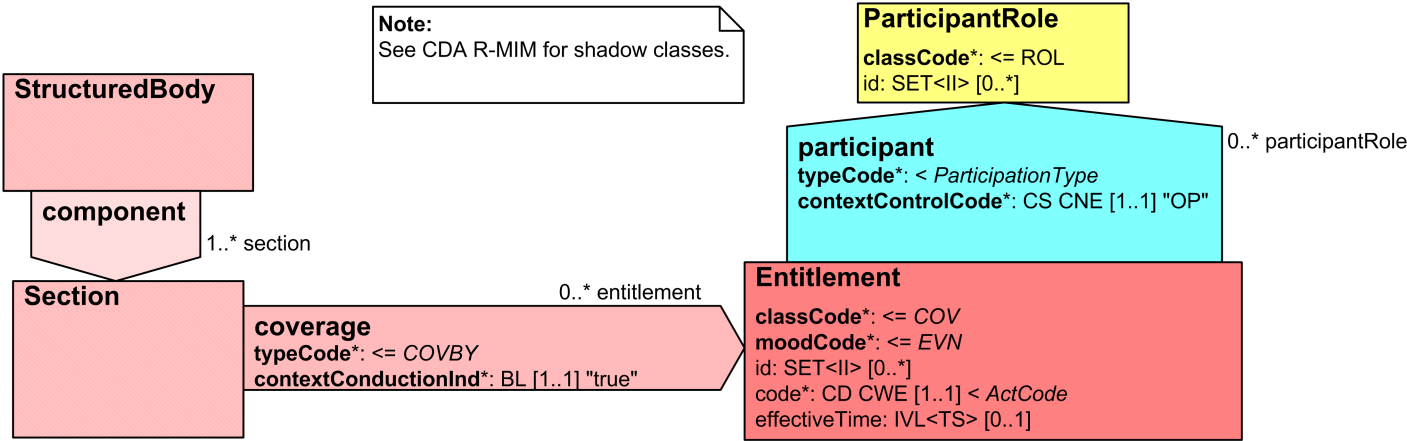 Note:
See CDA R-MIM for shadow classes.
ParticipantRole
classCode*: <= ROL
id: SET<II> [0..*]
StructuredBody
component
1..* section
participant
typeCode*: < ParticipationType
contextControlCode*: CS CNE [1..1] "OP"
0..* participantRole
Section
coverage
typeCode*: <= COVBY
contextConductionInd*: BL [1..1] "true"
0..* entitlement
Entitlement
classCode*: <= COV
moodCode*: <= EVN
id: SET<II> [0..*]
code*: CD CWE [1..1] < ActCode
effectiveTime: IVL<TS> [0..1]